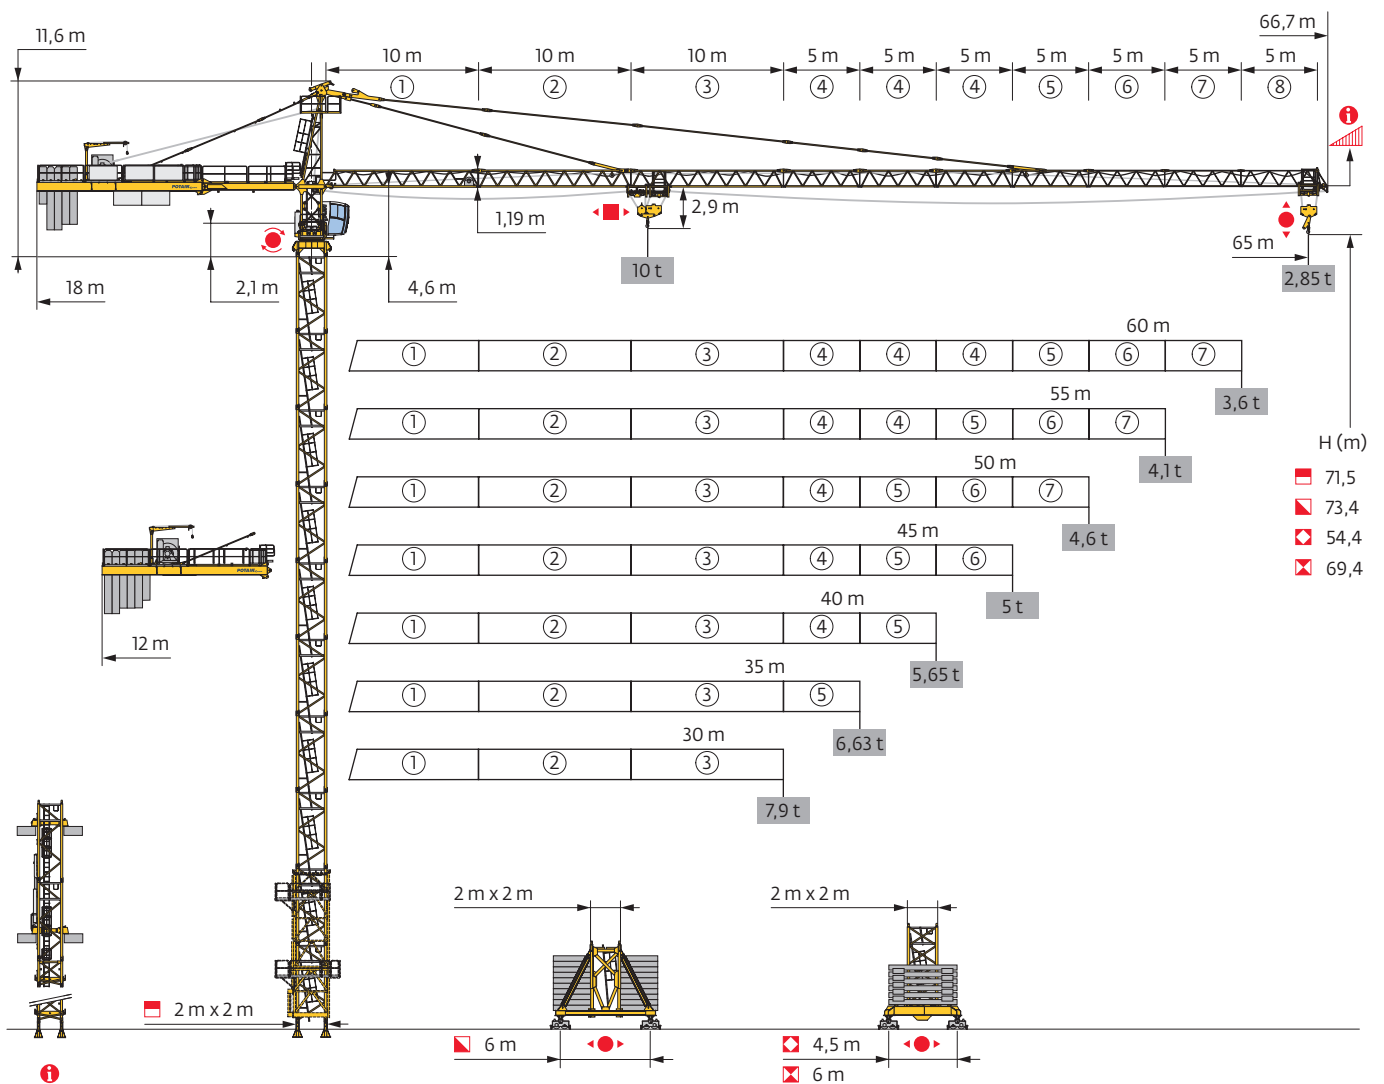 11,6 m
66,7 m
10 m 10 m 10 m 5 m 5 m 5 m 5 m 5 m 5 m 5 m
1 2 3 4 4 4 5 6 7 8
i
POTAIN
1,19 m
2,9 m
10 t
65 m
2,85 t
18 m
2,1 m
4,6 m
60 m
1 2 3 4 4 4 5 6 7
3,6 t
55 m
1 2 3 4 4 5 6 7
4,1 t
H (m)
50 m
71,5
1 2 3 4 5 6 7
73,4
4,6 t
45 m
54,4
1 2 3 4 5 6
69,4
5 t
POTAIN
40 m
1 2 3 4 5
12 m
5,65 t
35 m
1 2 3 5
6,63 t
30 m
1 2 3
7,9 t
2 m x 2 m
2 m x 2 m
2 m x 2 m
6 m
4,5 m
i
6 m